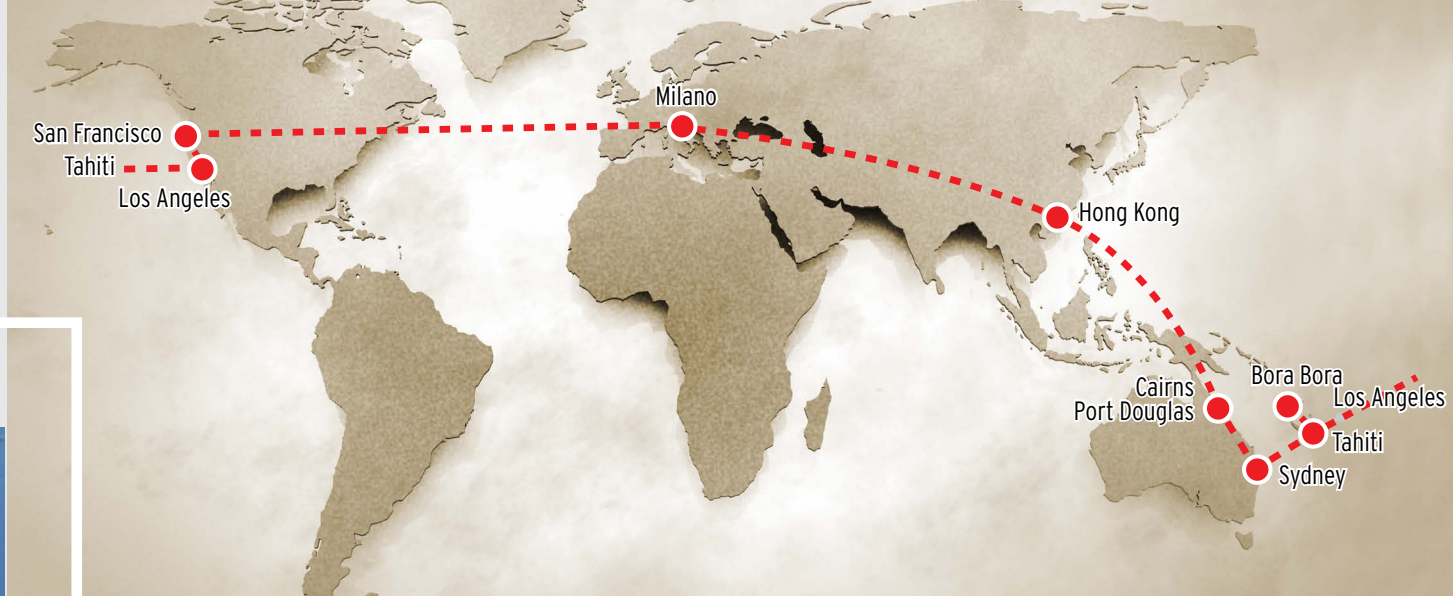 Milano
San Francisco
Tahiti
Los Angeles
Hong Kong
Bora Bora
Cairns
Port Douglas
Los Angeles
Tahiti
Sydney